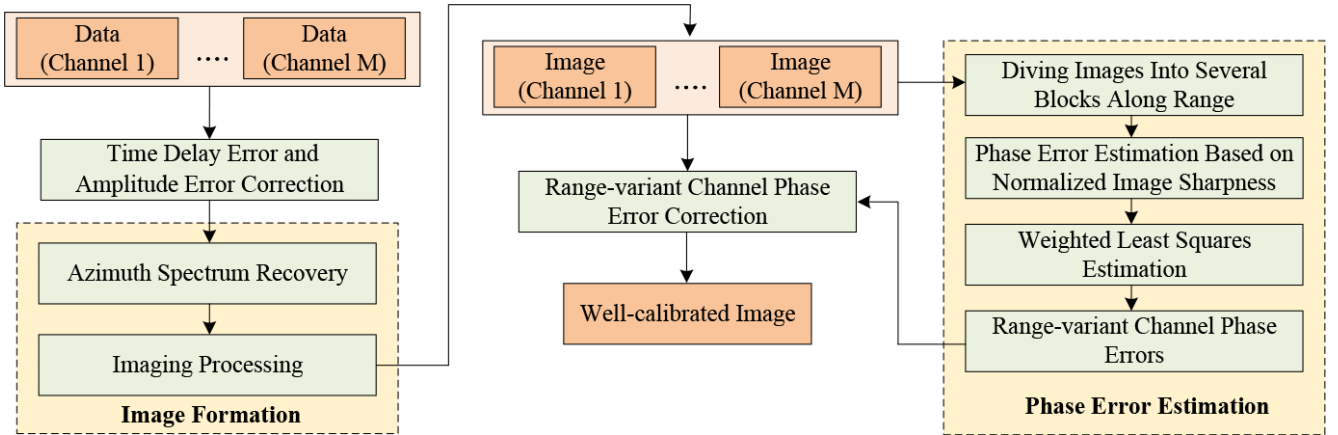 Data
(Channel 1)
....
Data
(Channel M)
Time Delay Error and
Amplitude Error Correction
Azimuth Spectrum Recovery
Imaging Processing
Image Formation
Image
(Channel 1)
....
Image
(Channel M)
Range-variant Channel Phase
Error Correction
Well-calibrated Image
Diving Images Into Several
Blocks Along Range
Phase Error Estimation Based on
Normalized Image Sharpness
Weighted Least Squares
Estimation
Range-variant Channel Phase
Errors
Phase Error Estimation